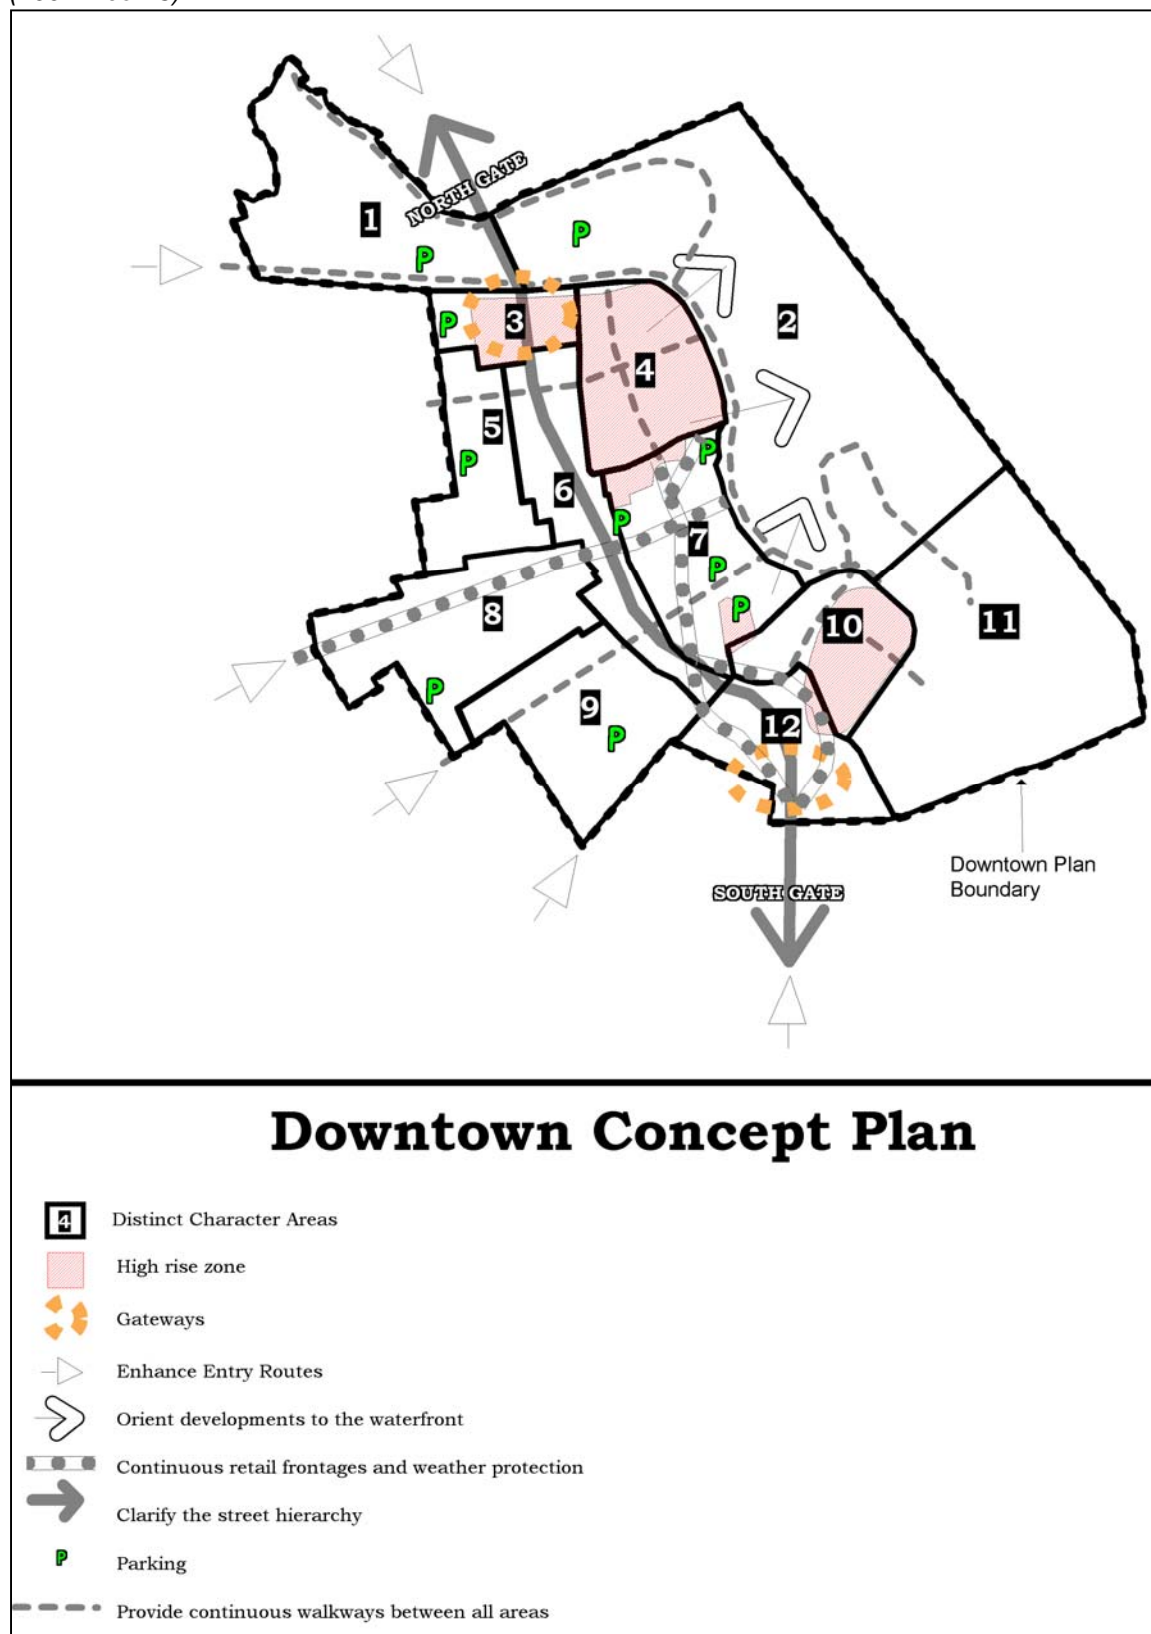 NORTH GATE
1
P
P
2
3
P
4
5
P
P
6
P
7
P
P
8
10
11
P
9
P
12
Downtown Plan
Boundary
SOUTH GATE
Downtown Concept Plan
4 Distinct Character Areas
High rise zone
Gateways
Enhance Entry Routes
Orient developments to the waterfront
Continuous retail frontages and weather protection
Clarify the street hierarchy
P Parking
Provide continuous walkways between all areas